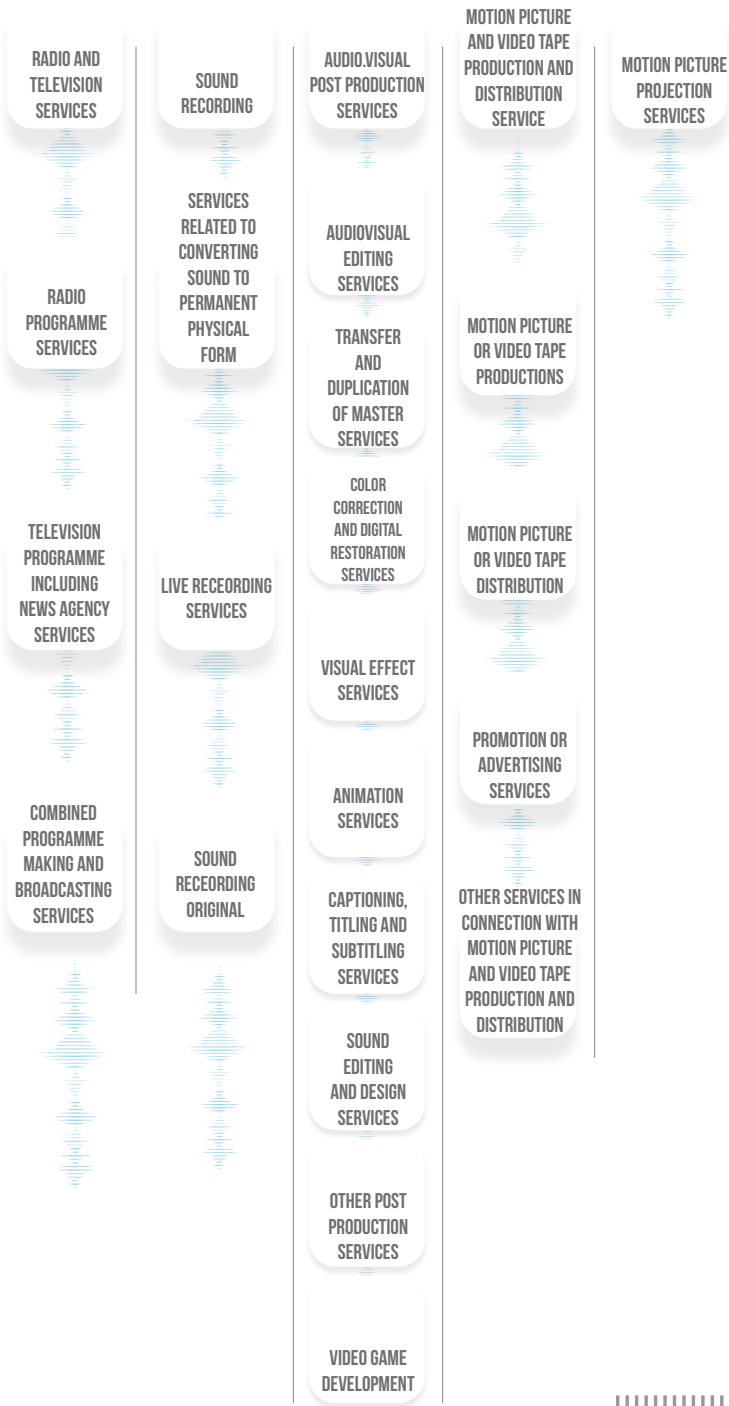 RADIO AND
TELEVISION
SERVICES
RADIO
PROGRAMME
SERVICES
TELEVISION
PROGRAMME
INCLUDING
NEWS AGENCY
SERVICES
COMBINED
PROGRAMME
MAKING AND
BROADCASTING
SERVICES
SOUND
RECORDING
SERVICES
RELATED TO
CONVERTING
SOUND TO
PERMANENT
PHYSICAL
FORM
LIVE RECEORDING
SERVICES
SOUND
RECEORDING
ORIGINAL
AUDIO.VISUAL
POST PRODUCTION
SERVICES
AUDIOVISUAL
EDITING
SERVICES
TRANSFER
AND
DUPLICATION
OF MASTER
SERVICES
COLOR
CORRECTION
AND DIGITAL
RESTORATION
SERVICES
VISUAL EFFECT
SERVICES
ANIMATION
SERVICES
CAPTIONING,
TITLING AND
SUBTITLING
SERVICES
SOUND
EDITING
AND DESIGN
SERVICES
OTHER POST
PRODUCTION
SERVICES
VIDEO GAME
DEVELOPMENT
MOTION PICTURE
AND VIDEO TAPE
PRODUCTION AND
DISTRIBUTION
SERVICE
MOTION PICTURE
OR VIDEO TAPE
PRODUCTIONS
MOTION PICTURE
OR VIDEO TAPE
DISTRIBUTION
PROMOTION OR
ADVERTISING
SERVICES
OTHER SERVICES IN
CONNECTION WITH
MOTION PICTURE
AND VIDEO TAPE
PRODUCTION AND
DISTRIBUTION
MOTION PICTURE
PROJECTION
SERVICES